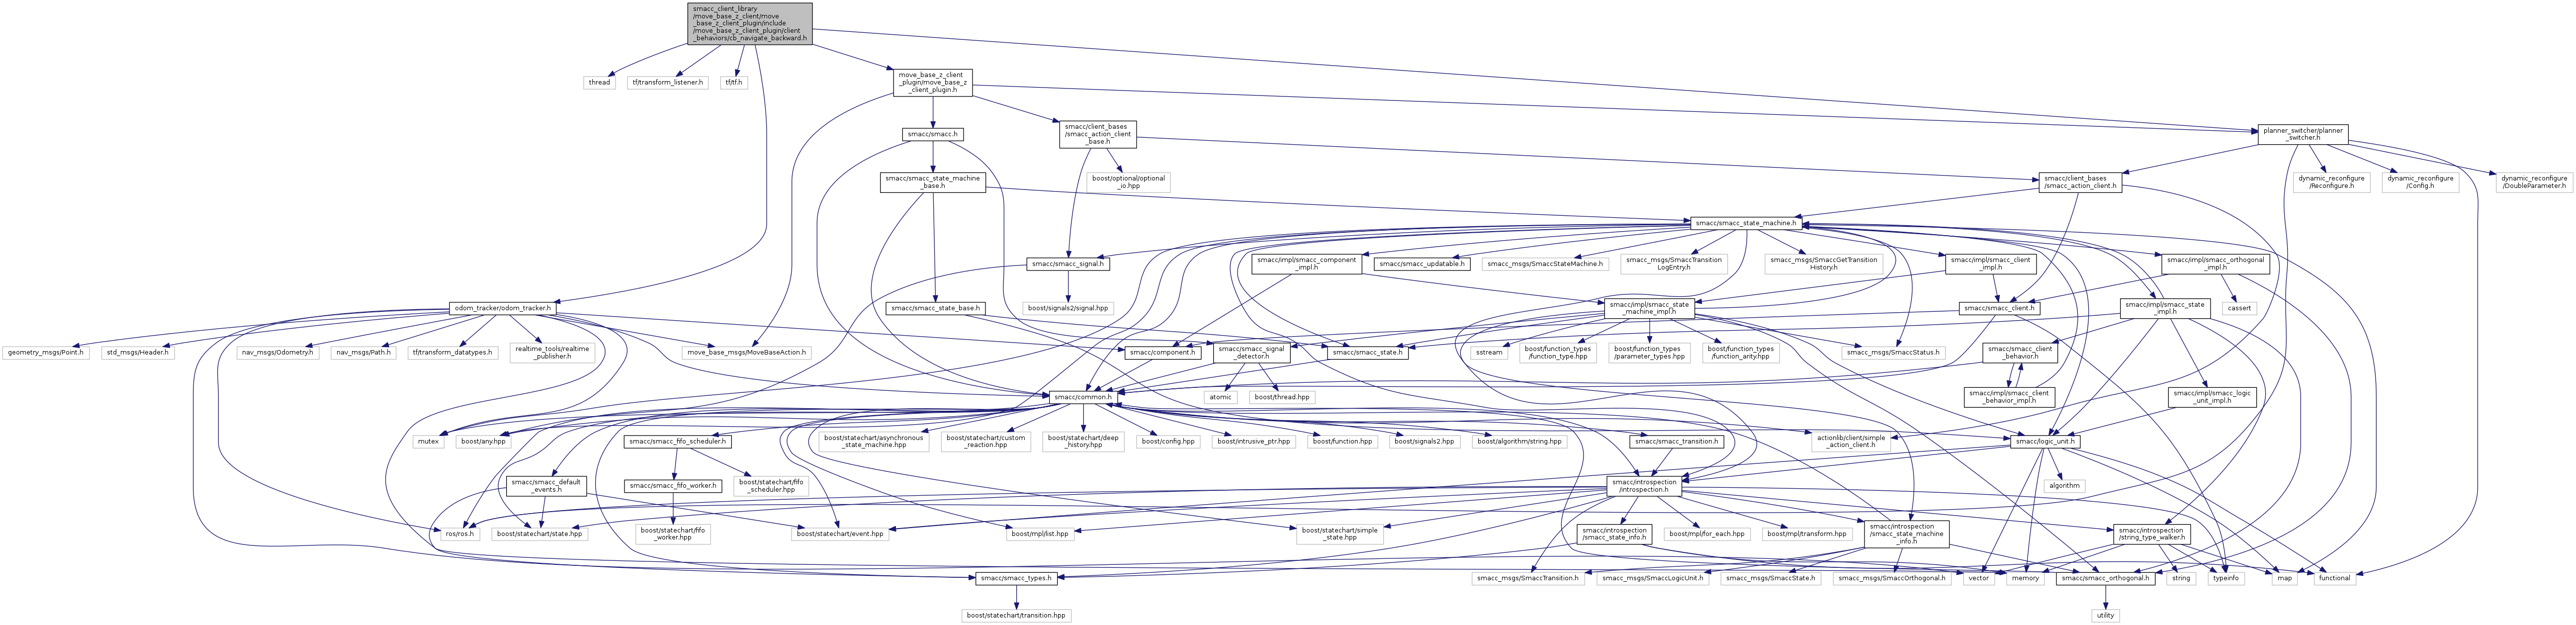 smacc_client_library
/move_base_z_client/move
_base_z_client_plugin/include
/move_base_z_client_plugin/client
_behaviors/cb_navigate_backward.h
thread
tf/transform_listener.h
tf/tf.h
move_base_z_client
_plugin/move_base_z
_client_plugin.h
smacc/smacc.h
smacc/client_bases
/smacc_action_client
_base.h
planner_switcher/planner
_switcher.h
smacc/smacc_state_machine
_base.h
boost/optional/optional
_io.hpp
smacc/client_bases
/smacc_action_client.h
dynamic_reconfigure
/Reconfigure.h
dynamic_reconfigure
/Config.h
dynamic_reconfigure
/DoubleParameter.h
smacc/smacc_state_machine.h
smacc/smacc_signal.h
smacc/impl/smacc_component
_impl.h
smacc/smacc_updatable.h
smacc_msgs/SmaccStateMachine.h
smacc_msgs/SmaccTransition
LogEntry.h
smacc_msgs/SmaccGetTransition
History.h
smacc/impl/smacc_client
_impl.h
smacc/impl/smacc_orthogonal
_impl.h
odom_tracker/odom_tracker.h
smacc/smacc_state_base.h
boost/signals2/signal.hpp
smacc/impl/smacc_state
_machine_impl.h
smacc/smacc_client.h
smacc/impl/smacc_state
_impl.h
cassert
geometry_msgs/Point.h
std_msgs/Header.h
nav_msgs/Odometry.h
nav_msgs/Path.h
tf/transform_datatypes.h
realtime_tools/realtime
_publisher.h
move_base_msgs/MoveBaseAction.h
smacc/component.h
smacc/smacc_signal
_detector.h
smacc/smacc_state.h
sstream
boost/function_types
/function_type.hpp
boost/function_types
/parameter_types.hpp
boost/function_types
/function_arity.hpp
smacc_msgs/SmaccStatus.h
smacc/smacc_client
_behavior.h
smacc/common.h
atomic
boost/thread.hpp
smacc/impl/smacc_client
_behavior_impl.h
smacc/impl/smacc_logic
_unit_impl.h
mutex
boost/any.hpp
smacc/smacc_fifo_scheduler.h
boost/statechart/asynchronous
_state_machine.hpp
boost/statechart/custom
_reaction.hpp
boost/statechart/deep
_history.hpp
boost/config.hpp
boost/intrusive_ptr.hpp
boost/function.hpp
boost/signals2.hpp
boost/algorithm/string.hpp
smacc/smacc_transition.h
actionlib/client/simple
_action_client.h
smacc/logic_unit.h
smacc/smacc_default
_events.h
smacc/smacc_fifo_worker.h
boost/statechart/fifo
_scheduler.hpp
smacc/introspection
/introspection.h
algorithm
ros/ros.h
boost/statechart/state.hpp
boost/statechart/fifo
_worker.hpp
boost/statechart/event.hpp
boost/mpl/list.hpp
boost/statechart/simple
_state.hpp
smacc/introspection
/smacc_state_info.h
boost/mpl/for_each.hpp
boost/mpl/transform.hpp
smacc/introspection
/smacc_state_machine
_info.h
smacc/introspection
/string_type_walker.h
smacc/smacc_types.h
smacc_msgs/SmaccTransition.h
smacc_msgs/SmaccLogicUnit.h
smacc_msgs/SmaccState.h
smacc_msgs/SmaccOrthogonal.h
vector
memory
smacc/smacc_orthogonal.h
string
typeinfo
map
functional
boost/statechart/transition.hpp
utility